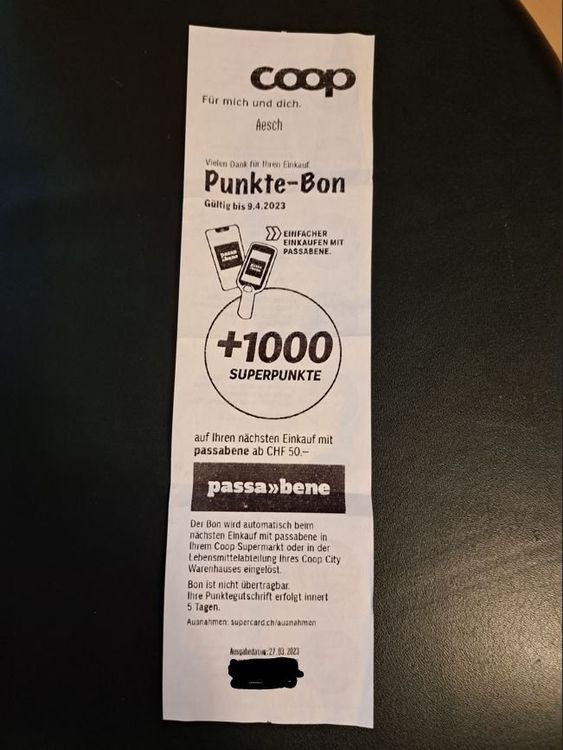 coop
Für mich und dich.
Aesch
Vielen Dank für Ihren Einkauf
Punkte-Bon
Gültig bis 9.4.2023
EINFACHER
EINKAUFEN MIT
PASSABENE.
passa
bene
+1000
SUPERPUNKTE
auf Ihren nächsten Einkauf mit
passabene ab CHF 50.–
passa»bene
Der Bon wird automatisch beim
nächsten Einkauf mit passabene in
Ihrem Coop Supermarkt oder in der
Lebensmittelabteilung Ihres Coop City
Warenhauses eingelöst.
Bon ist nicht übertragbar.
Ihre Punktegutschrift erfolgt innert
5 Tagen.
Ausnahmen: supercard.ch/ausnahmen
Ausgabedatum:27.03.2023